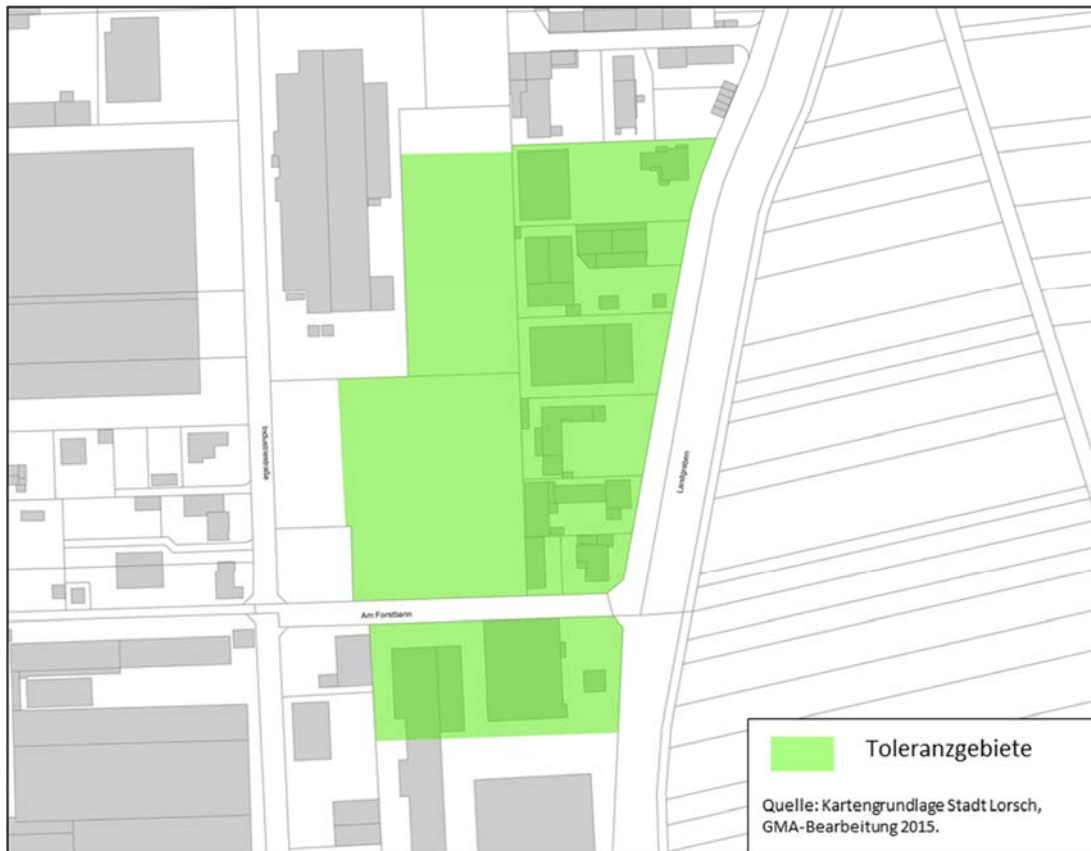 Industriestraße
Landgraben
Am Forstbann
Toleranzgebiete
Quelle: Kartengrundlage Stadt Lorsch,
GMA-Bearbeitung 2015.